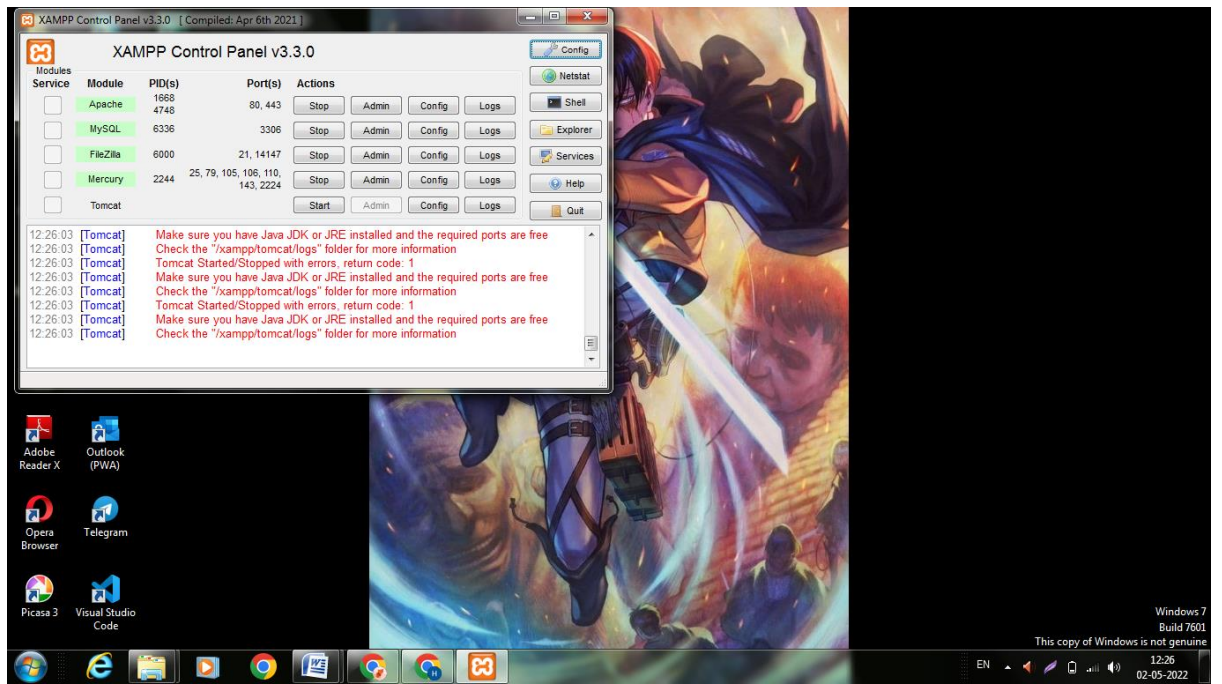 XAMPP Control Panel v3.3.0 [ Compiled: Apr 6th 2021 ]
XAMPP Control Panel v3.3.0
Config
Modules
Service Module PID(s) Port(s) Actions
Netstat
Apache 1668 4748 80, 443 Stop Admin Config Logs
Shell
MySQL 6336 3306 Stop Admin Config Logs
Explorer
FileZilla 6000 21, 14147 Stop Admin Config Logs
Services
Mercury 2244 25, 79, 105, 106, 110, 143, 2224 Stop Admin Config Logs
Help
Tomcat Start Admin Config Logs
Quit
12:26:03 [Tomcat] Make sure you have Java JDK or JRE installed and the required ports are free
12:26:03 [Tomcat] Check the "/xampp/tomcat/logs" folder for more information
12:26:03 [Tomcat] Tomcat Started/Stopped with errors, return code: 1
12:26:03 [Tomcat] Make sure you have Java JDK or JRE installed and the required ports are free
12:26:03 [Tomcat] Check the "/xampp/tomcat/logs" folder for more information
12:26:03 [Tomcat] Tomcat Started/Stopped with errors, return code: 1
12:26:03 [Tomcat] Make sure you have Java JDK or JRE installed and the required ports are free
12:26:03 [Tomcat] Check the "/xampp/tomcat/logs" folder for more information
Adobe
Reader X
Outlook
(PWA)
Opera
Browser
Telegram
Picasa 3
Visual Studio
Code
Windows 7
Build 7601
This copy of Windows is not genuine
EN
12:26
02-05-2022